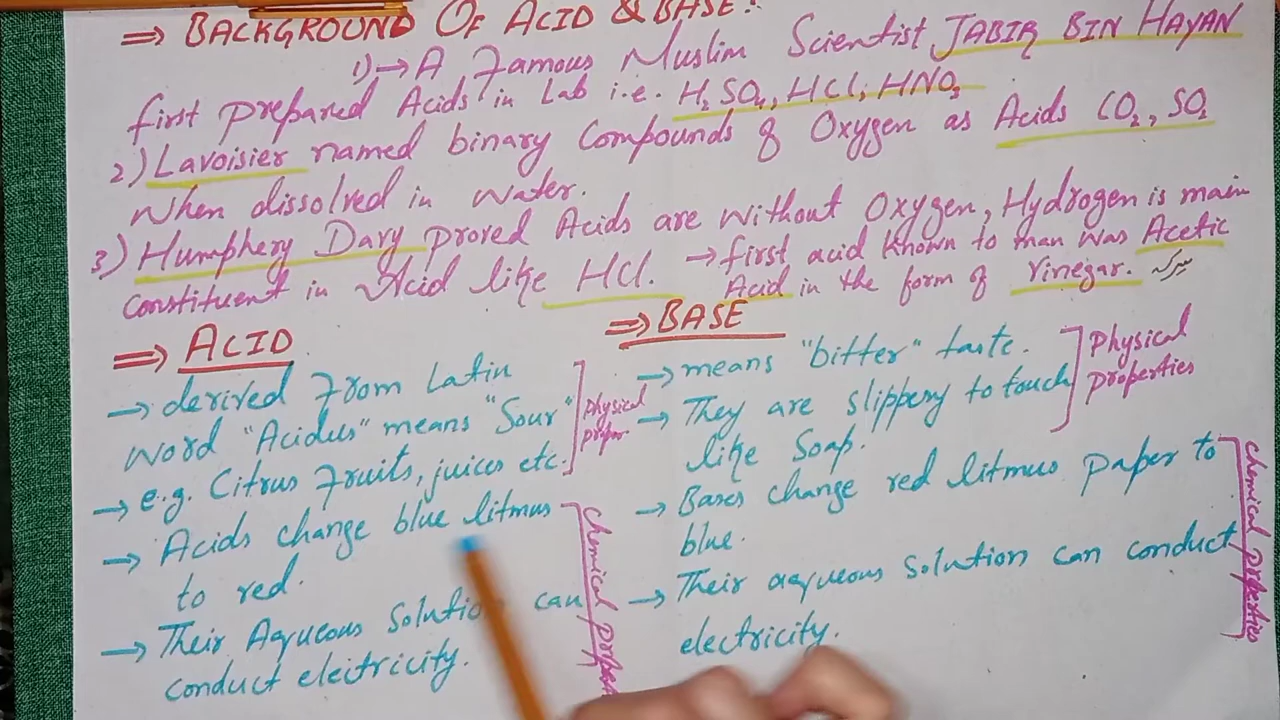 ⇒ BACKGROUND OF ACID & BASE:
1)→ A Famous Muslim Scientist JABIR BIN HAYAN
first prepared Acids in Lab i.e. H₂SO₄, HCl, HNO₃
2) Lavoisier named binary Compounds of Oxygen as Acids CO₂, SO₂
When dissolved in water.
3) Humphery Davy proved Acids are without Oxygen, Hydrogen is main
constituent in Acid like HCl. → first acid known to man was Acetic
Acid in the form of Vinegar. سرکہ
⇒ ACID
→ derived From Latin
word "Acidus" means "Sour"
→ e.g. Citrus Fruits, juices etc.
Physical
proper
→ Acids change blue litmus
to red.
→ Their Aqueous Solution can
conduct electricity.
chemical
⇒ BASE
→ means "bitter" taste.
→ They are slippery to touch
like Soap.
Physical
properties
→ Bases change red litmus paper to
blue.
→ Their aqueous solution can conduct
electricity.
chemical properties